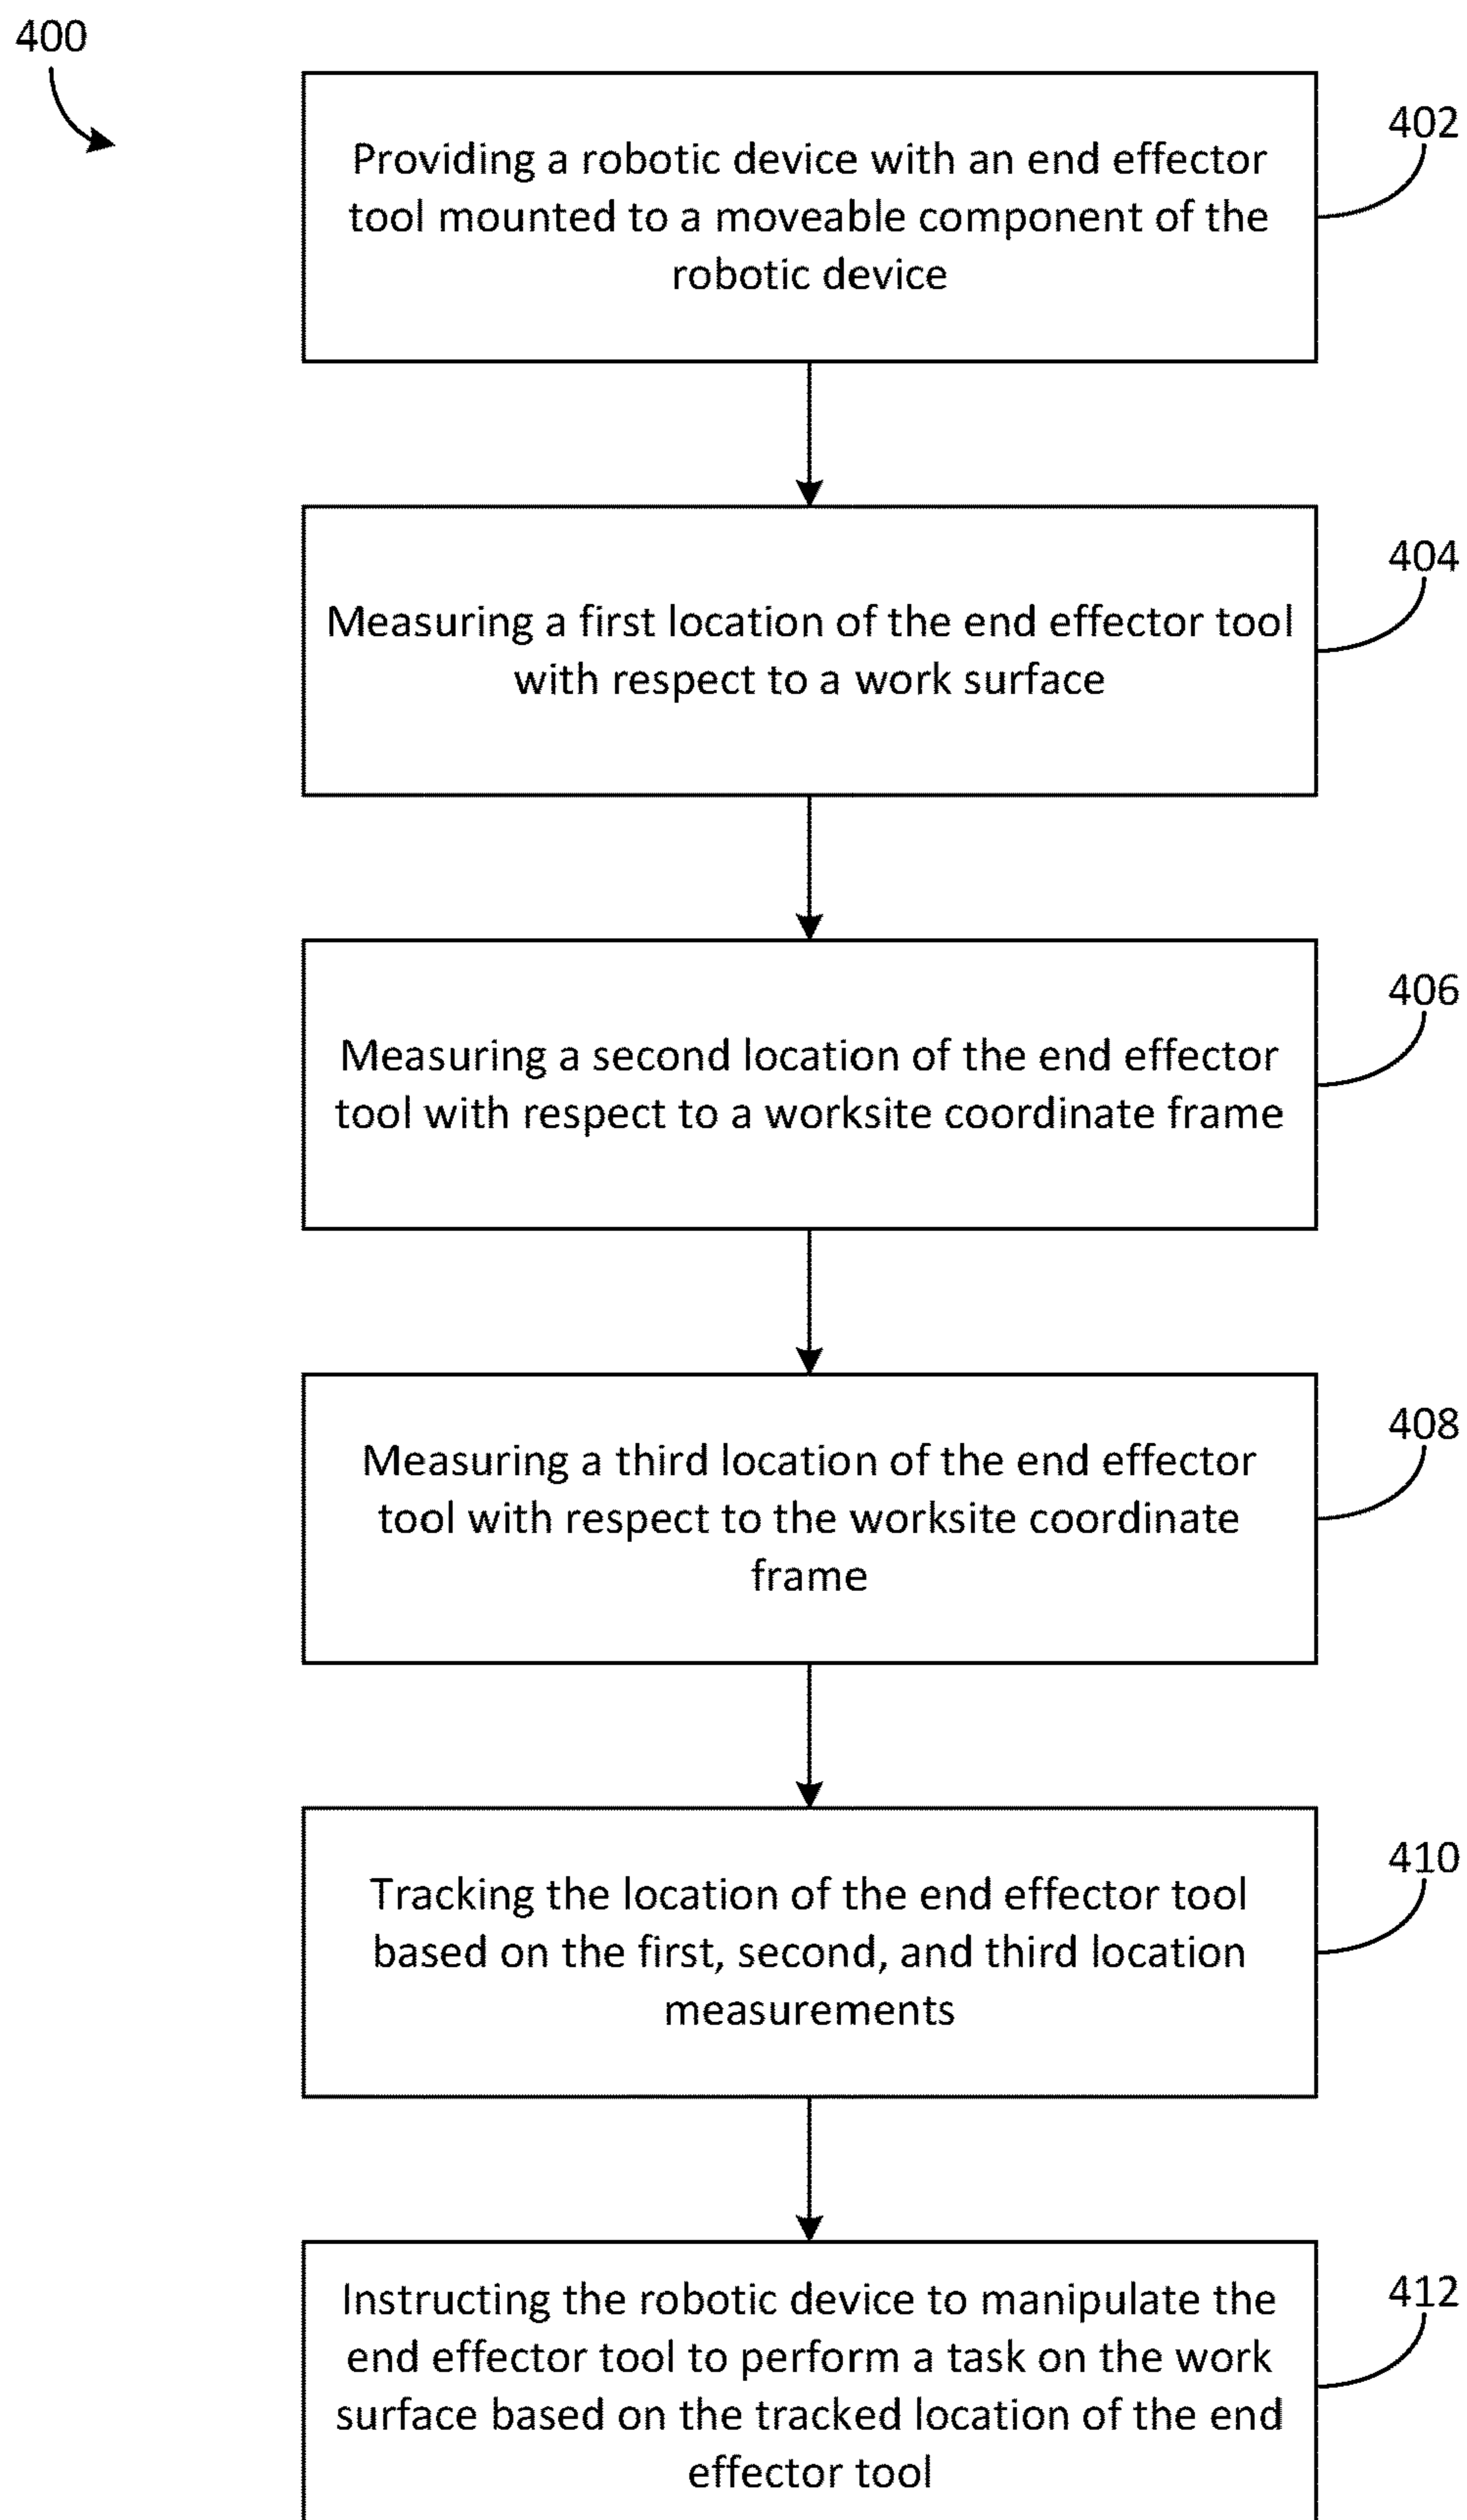 400
402
Providing a robotic device with an end effector
tool mounted to a moveable component of the
robotic device
404
Measuring a first location of the end effector tool
with respect to a work surface
406
Measuring a second location of the end effector
tool with respect to a worksite coordinate frame
408
Measuring a third location of the end effector
tool with respect to the worksite coordinate
frame
410
Tracking the location of the end effector tool
based on the first, second, and third location
measurements
412
Instructing the robotic device to manipulate the
end effector tool to perform a task on the work
surface based on the tracked location of the end
effector tool